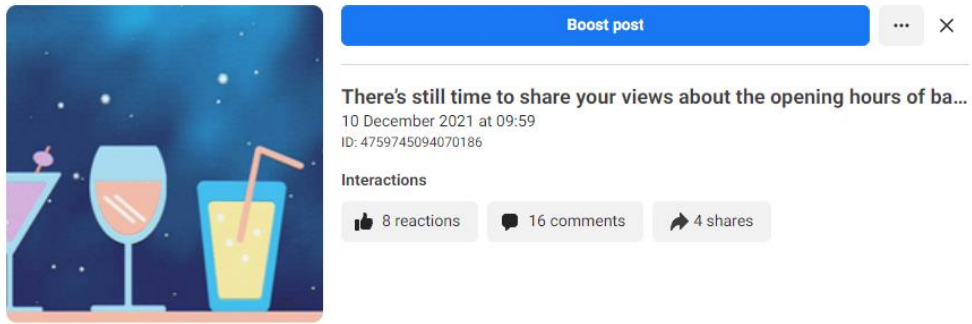 Boost post
There's still time to share your views about the opening hours of ba...
10 December 2021 at 09:59
ID: 4759745094070186
Interactions
8 reactions
16 comments
4 shares